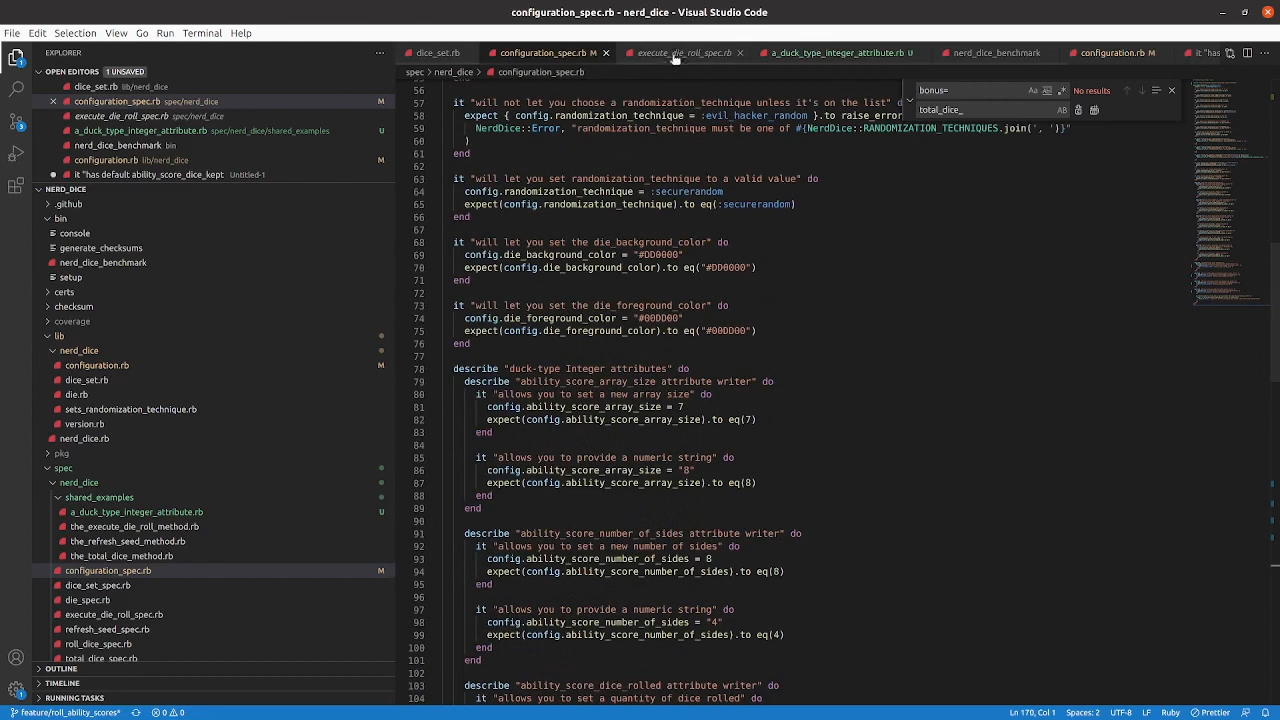 configuration_spec.rb - nerd_dice - Visual Studio Code
File Edit Selection View Go Run Terminal Help
EXPLORER
OPEN EDITORS 1 UNSAVED
dice_set.rb lib/nerd_dice
configuration_spec.rb spec/nerd_dice M
execute_die_roll_spec.rb spec/nerd_dice
a_duck_type_integer_attribute.rb spec/nerd_dice/shared_examples U
nerd_dice_benchmark bin
configuration.rb lib/nerd_dice M
it "has default ability_score_dice_kept Untitled-1
NERD_DICE
.github
bin
console
generate_checksums
nerd_dice_benchmark
setup
certs
checksum
coverage
lib
nerd_dice
configuration.rb M
dice_set.rb
die.rb
sets_randomization_technique.rb
version.rb
nerd_dice.rb
pkg
spec
nerd_dice
shared_examples
a_duck_type_integer_attribute.rb U
the_execute_die_roll_method.rb
the_refresh_seed_method.rb
the_total_dice_method.rb
configuration_spec.rb M
dice_set_spec.rb
die_spec.rb
execute_die_roll_spec.rb
refresh_seed_spec.rb
roll_dice_spec.rb
total_dice_spec.rb
OUTLINE
TIMELINE
RUNNING TASKS
dice_set.rb
configuration_spec.rb M
execute_die_roll_spec.rb
a_duck_type_integer_attribute.rb U
nerd_dice_benchmark
configuration.rb M
it "has
spec > nerd_dice > configuration_spec.rb
bonus=
No results
total_dice_
56
57 it "will not let you choose a randomization_technique unless it's on the list" d
58 expect { config.randomization_technique = :evil_hacker_random }.to raise_error(
59 NerdDice::Error, "randomization_technique must be one of #{NerdDice::RANDOMIZATION_TECHNIQUES.join(', ')}"
60 )
61 end
62
63 it "will let you set randomization_technique to a valid value" do
64 config.randomization_technique = :securerandom
65 expect(config.randomization_technique).to eq(:securerandom)
66 end
67
68 it "will let you set the die_background_color" do
69 config.die_background_color = "#DD0000"
70 expect(config.die_background_color).to eq("#DD0000")
71 end
72
73 it "will let you set the die_foreground_color" do
74 config.die_foreground_color = "#00DD00"
75 expect(config.die_foreground_color).to eq("#00DD00")
76 end
77
78 describe "duck-type Integer attributes" do
79 describe "ability_score_array_size attribute writer" do
80 it "allows you to set a new array size" do
81 config.ability_score_array_size = 7
82 expect(config.ability_score_array_size).to eq(7)
83 end
84
85 it "allows you to provide a numeric string" do
86 config.ability_score_array_size = "8"
87 expect(config.ability_score_array_size).to eq(8)
88 end
89 end
90
91 describe "ability_score_number_of_sides attribute writer" do
92 it "allows you to set a new number of sides" do
93 config.ability_score_number_of_sides = 8
94 expect(config.ability_score_number_of_sides).to eq(8)
95 end
96
97 it "allows you to provide a numeric string" do
98 config.ability_score_number_of_sides = "4"
99 expect(config.ability_score_number_of_sides).to eq(4)
100 end
101 end
102
103 describe "ability_score_dice_rolled attribute writer" do
104 it "allows you to set a quantity of dice rolled" do
feature/roll_ability_scores* 0 0 Ln 170, Col 1 Spaces: 2 UTF-8 LF Ruby Prettier